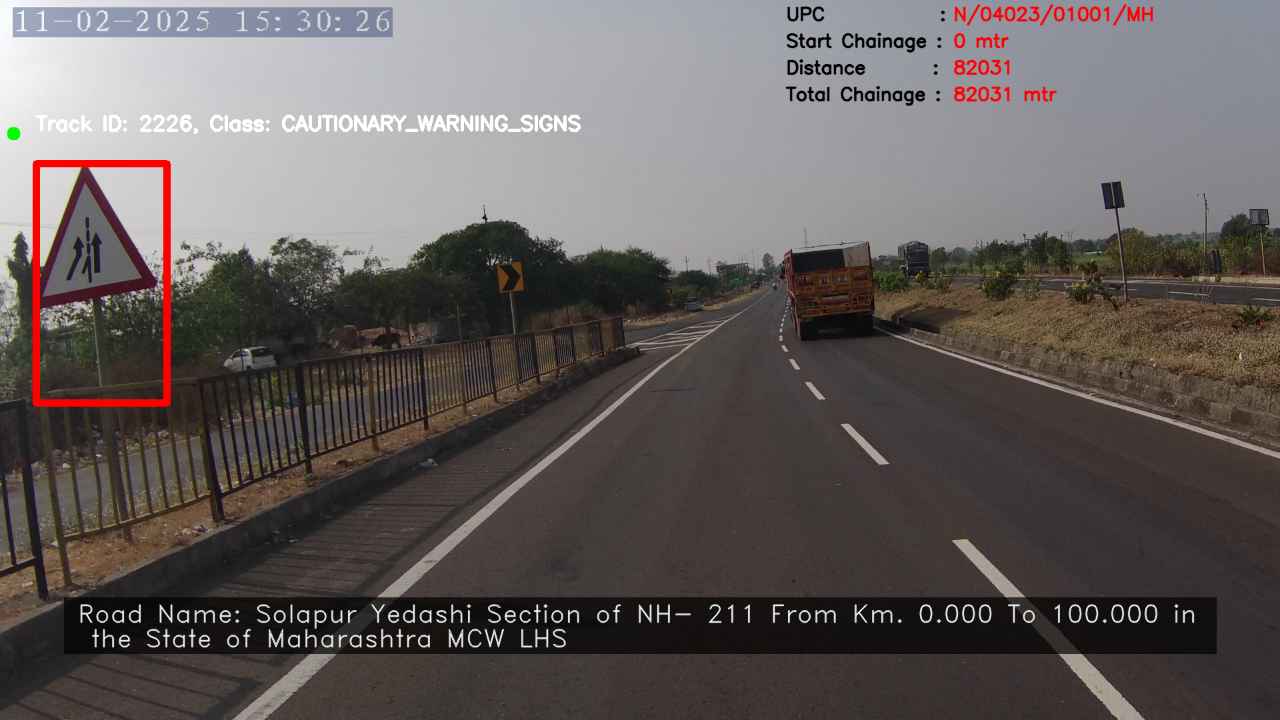 11-02-2025 15:30:26
UPC : N/04023/01001/MH
Start Chainage : 0 mtr
Distance : 82031
Total Chainage : 82031 mtr
Track ID: 2226, Class: CAUTIONARY_WARNING_SIGNS
Road Name: Solapur Yedashi Section of NH- 211 From Km. 0.000 To 100.000 in
the State of Maharashtra MCW LHS